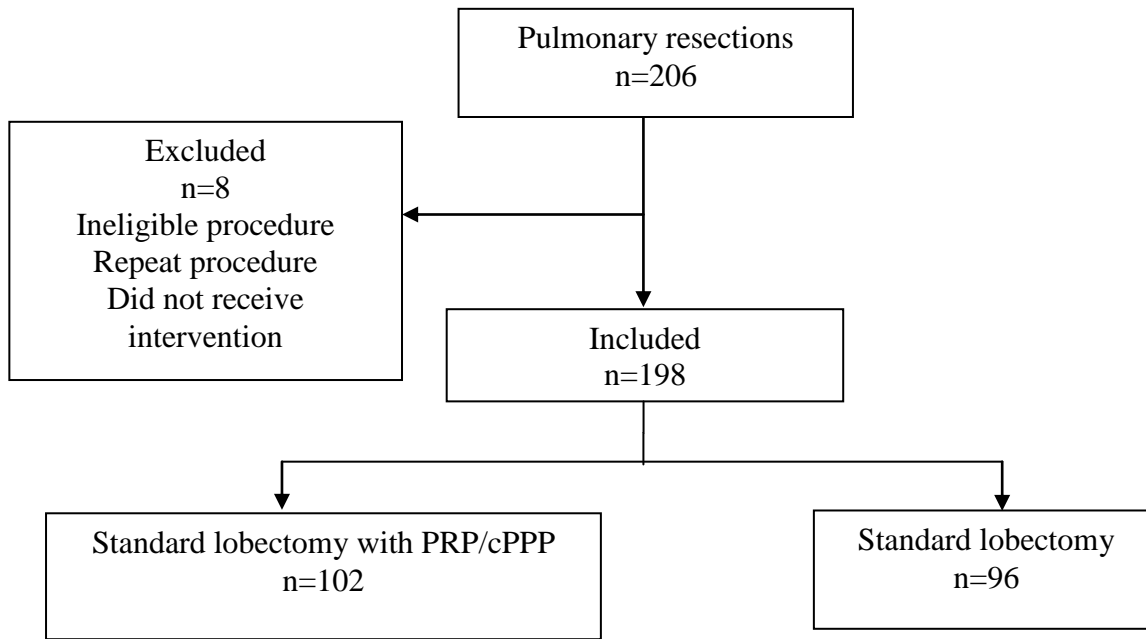 Pulmonary resections
n=206
Excluded
n=8
Ineligible procedure
Repeat procedure
Did not receive
intervention
Included
n=198
Standard lobectomy with PRP/cPPP
n=102
Standard lobectomy
n=96